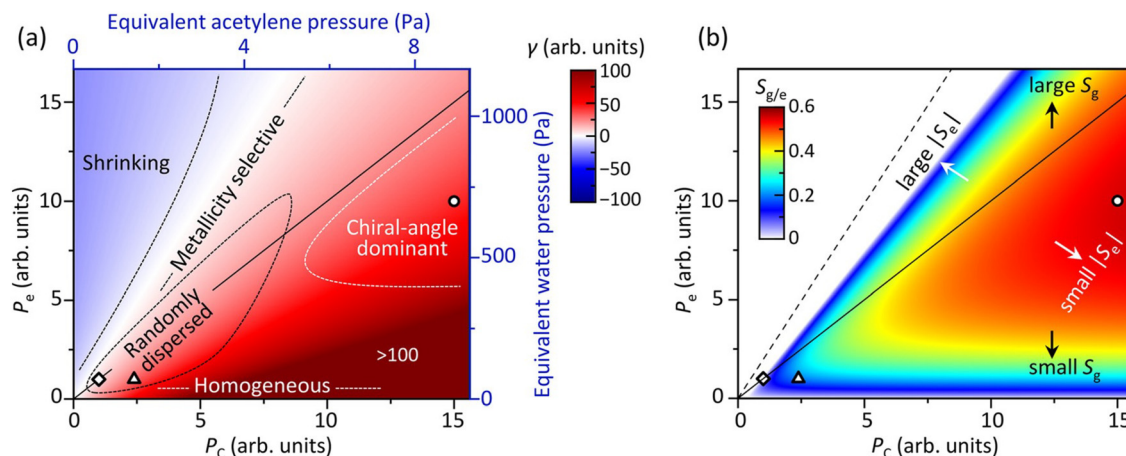 (a)
Equivalent acetylene pressure (Pa)
0 4 8
γ (arb. units)
100
50
0
−50
−100
15
10
5
0
Pe (arb. units)
Shrinking
Metallicity selective
Randomly
dispersed
Chiral-angle
dominant
>100
Homogeneous
1000
500
0
Equivalent water pressure (Pa)
0 5 10 15
PC (arb. units)
(b)
Sg/e
0.6
0.4
0.2
0
15
10
5
0
Pe (arb. units)
large |Se|
large Sg
small |Se|
small Sg
0 5 10 15
PC (arb. units)